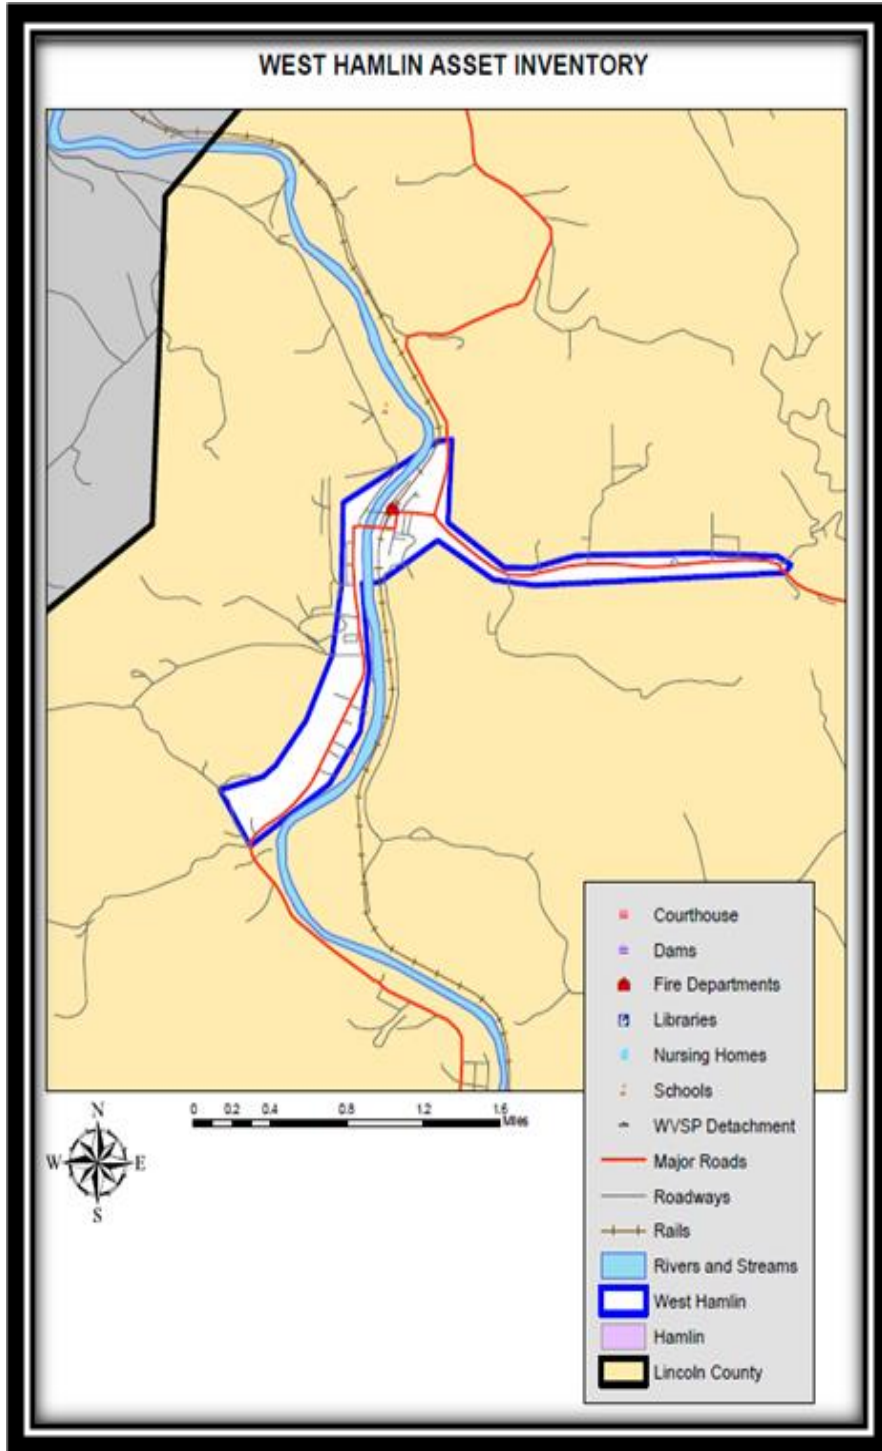 WEST HAMLIN ASSET INVENTORY
N
W E
S
0 0.2 0.4 0.8 1.2 1.6
Miles
Courthouse
Dams
Fire Departments
Libraries
Nursing Homes
Schools
WVSP Detachment
Major Roads
Roadways
Rails
Rivers and Streams
West Hamlin
Hamlin
Lincoln County